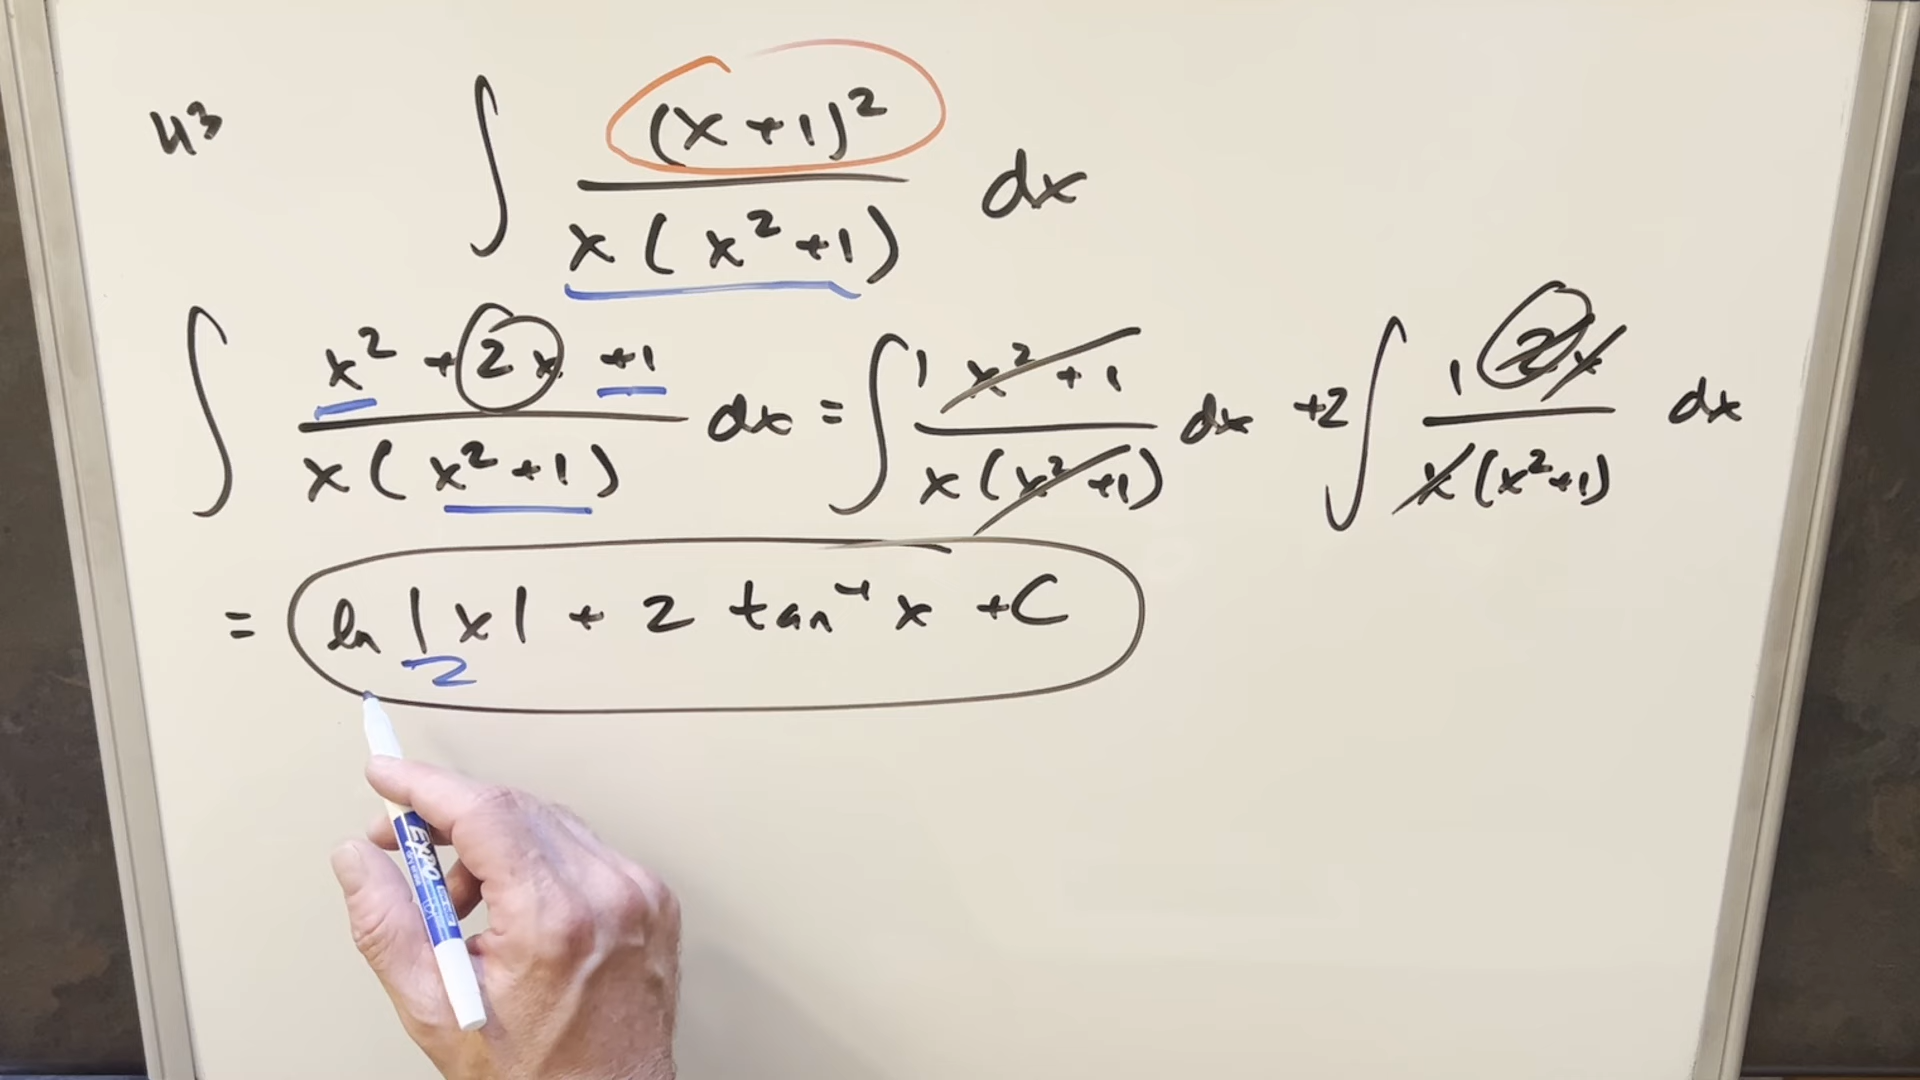 43 ∫ (x+1)² / x(x²+1) dx
∫ x² + 2x +1 / x(x²+1) dx = ∫ 1 x²+1 / x(x²+1) dx +2 ∫ 1 2x / x(x²+1) dx
= ln |x| + 2 tan⁻¹ x + C
EXPO